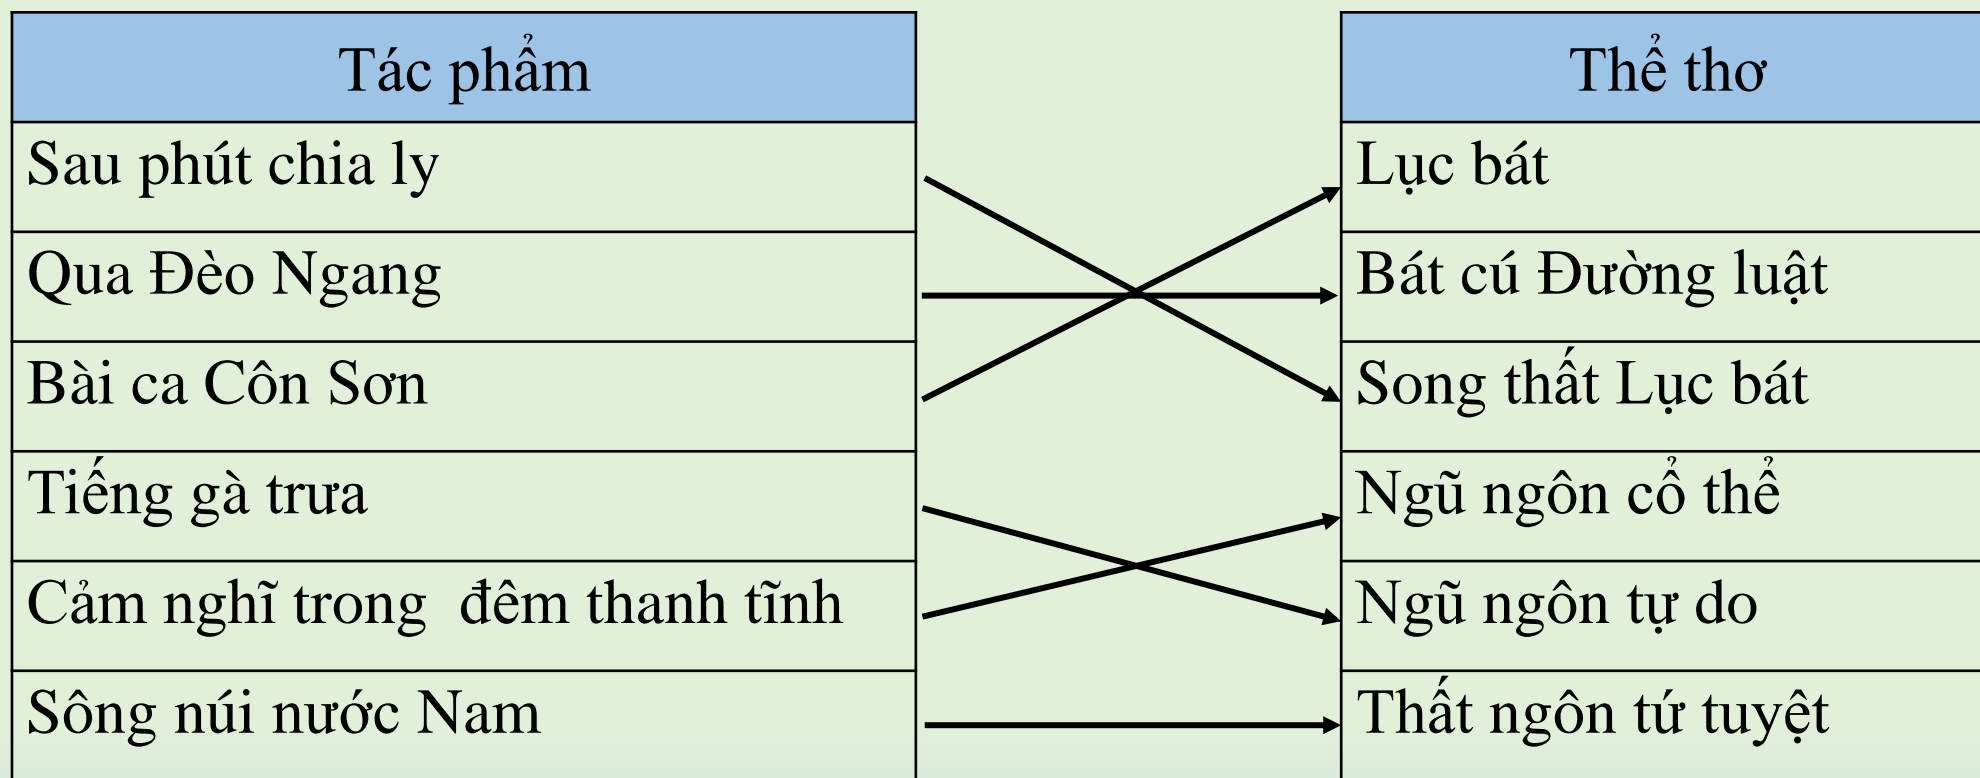 Tác phẩm
Sau phút chia ly
Qua Đèo Ngang
Bài ca Côn Sơn
Tiếng gà trưa
Cảm nghĩ trong đêm thanh tĩnh
Sông núi nước Nam
Thể thơ
Lục bát
Bát cú Đường luật
Song thất Lục bát
Ngũ ngôn cổ thể
Ngũ ngôn tự do
Thất ngôn tứ tuyệt